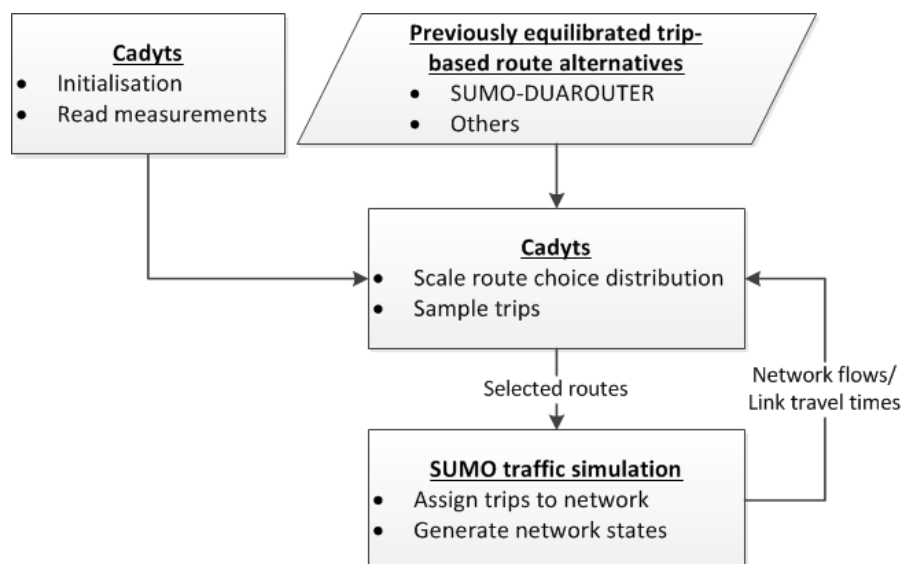 Cadyts
• Initialisation
• Read measurements
Previously equilibrated trip-
based route alternatives
• SUMO-DUAROUTER
• Others
Cadyts
• Scale route choice distribution
• Sample trips
Selected routes
Network flows/
Link travel times
SUMO traffic simulation
• Assign trips to network
• Generate network states